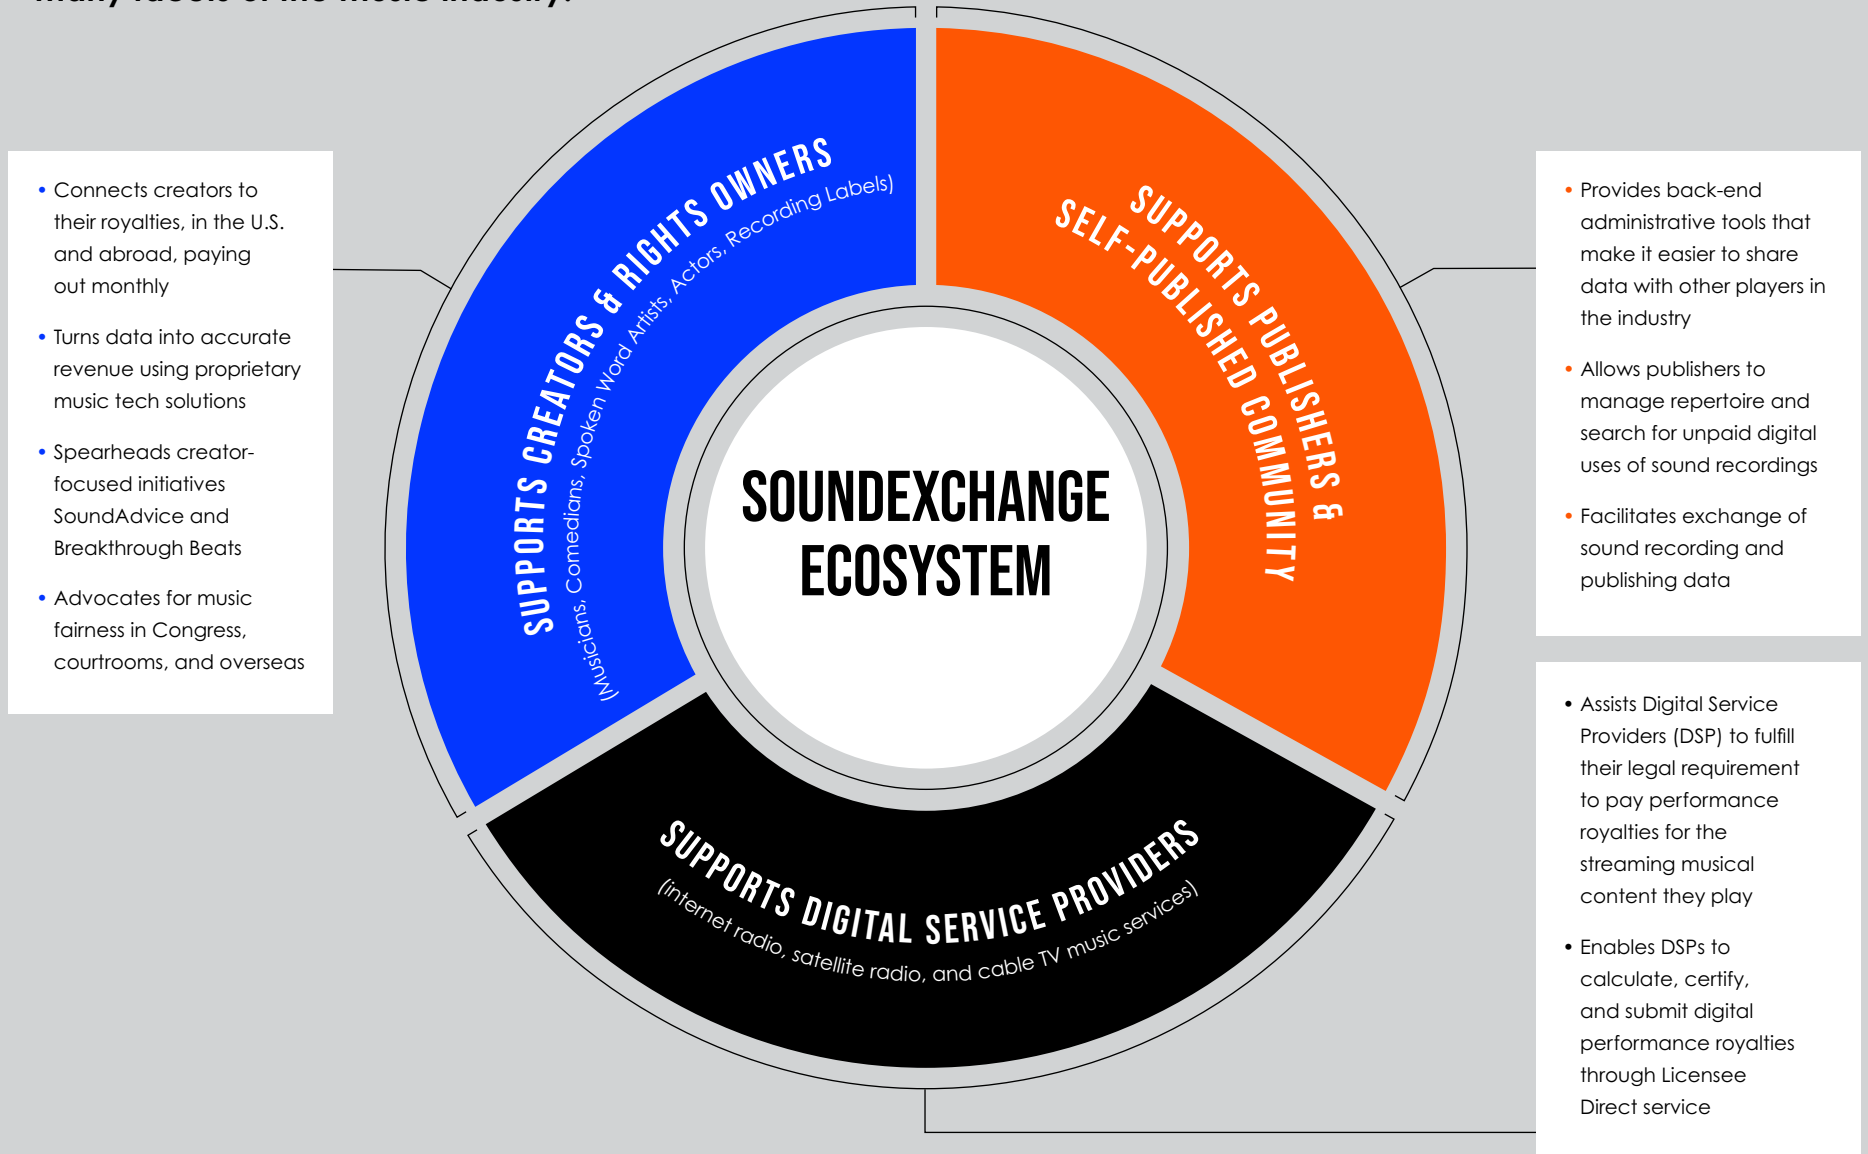 many facets of the music industry.
• Connects creators to
their royalties, in the U.S.
and abroad, paying
out monthly
• Turns data into accurate
revenue using proprietary
music tech solutions
• Spearheads creator-
focused initiatives
SoundAdvice and
Breakthrough Beats
• Advocates for music
fairness in Congress,
courtrooms, and overseas
SUPPORTS CREATORS & RIGHTS OWNERS
(Musicians, Comedians, Spoken Word Artists, Actors, Recording Labels)
SUPPORTS PUBLISHERS &
SELF-PUBLISHED COMMUNITY
SOUNDEXCHANGE
ECOSYSTEM
SUPPORTS DIGITAL SERVICE PROVIDERS
(internet radio, satellite radio, and cable TV music services)
• Provides back-end
administrative tools that
make it easier to share
data with other players in
the industry
• Allows publishers to
manage repertoire and
search for unpaid digital
uses of sound recordings
• Facilitates exchange of
sound recording and
publishing data
• Assists Digital Service
Providers (DSP) to fulfill
their legal requirement
to pay performance
royalties for the
streaming musical
content they play
• Enables DSPs to
calculate, certify,
and submit digital
performance royalties
through Licensee
Direct service